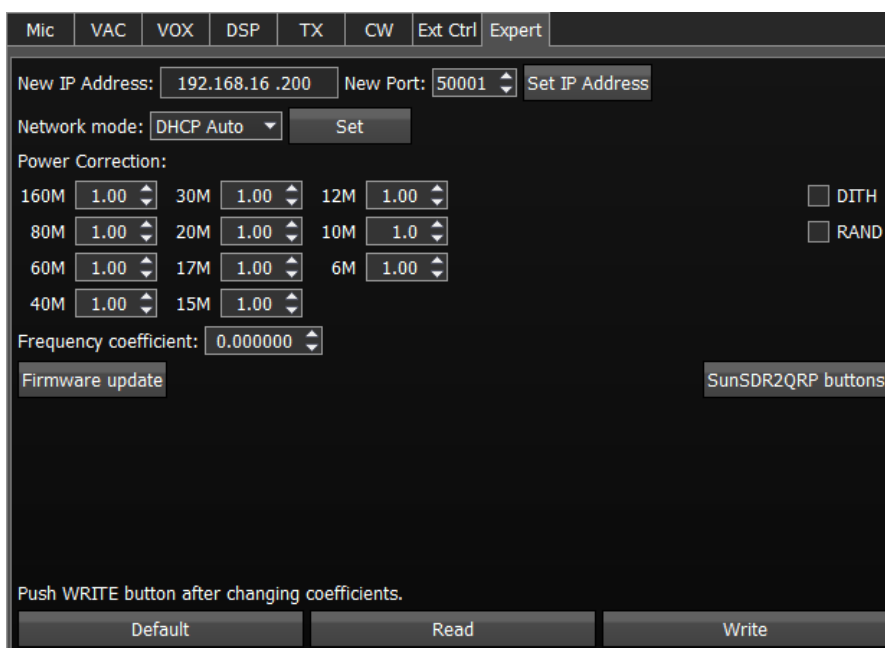 Mic VAC VOX DSP TX CW Ext Ctrl Expert
New IP Address: 192.168.16 .200 New Port: 50001 Set IP Address
Network mode: DHCP Auto Set
Power Correction:
160M 1.00 30M 1.00 12M 1.00 DITH
80M 1.00 20M 1.00 10M 1.0 RAND
60M 1.00 17M 1.00 6M 1.00
40M 1.00 15M 1.00
Frequency coefficient: 0.000000
Firmware update SunSDR2QRP buttons
Push WRITE button after changing coefficients.
Default Read Write